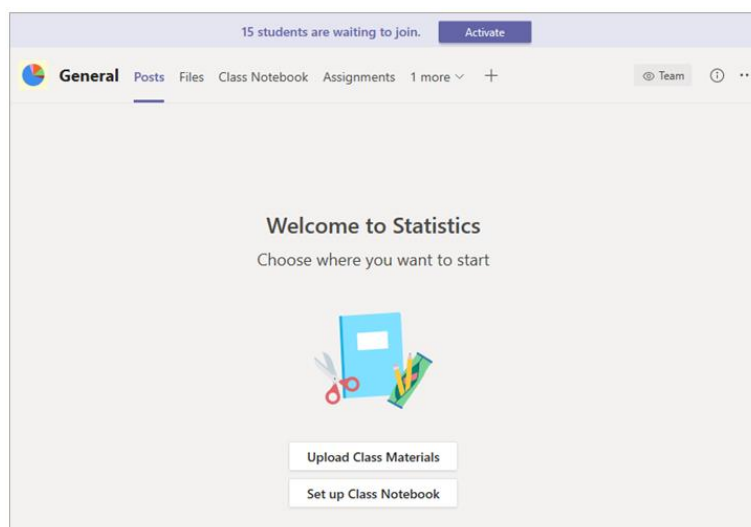 15 students are waiting to join. Activate
General Posts Files Class Notebook Assignments 1 more Team
Welcome to Statistics
Choose where you want to start
Upload Class Materials
Set up Class Notebook